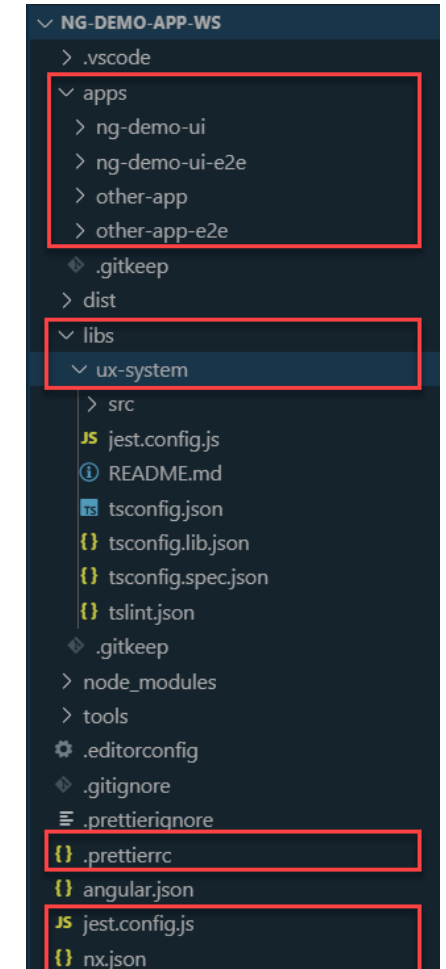 NG-DEMO-APP-WS
.vscode
apps
ng-demo-ui
ng-demo-ui-e2e
other-app
other-app-e2e
.gitkeep
dist
libs
ux-system
src
JS jest.config.js
README.md
TS tsconfig.json
{} tsconfig.lib.json
{} tsconfig.spec.json
{} tslint.json
.gitkeep
node_modules
tools
.editorconfig
.gitignore
.prettierignore
{} .prettierrc
{} angular.json
JS jest.config.js
{} nx.json